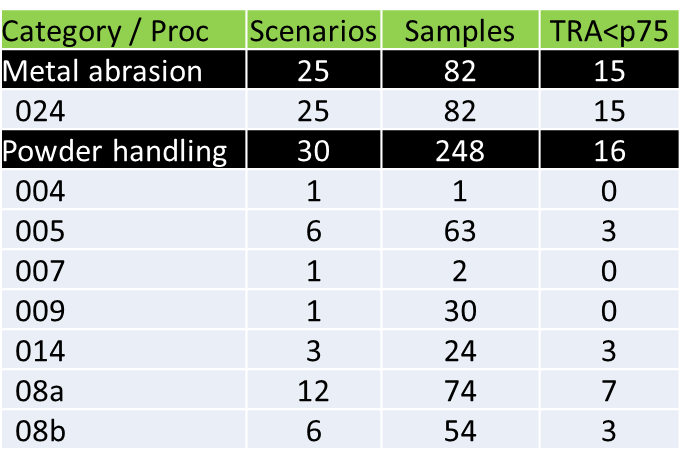 Category / Proc Scenarios Samples TRA<p75
Metal abrasion 25 82 15
024 25 82 15
Powder handling 30 248 16
004 1 1 0
005 6 63 3
007 1 2 0
009 1 30 0
014 3 24 3
08a 12 74 7
08b 6 54 3